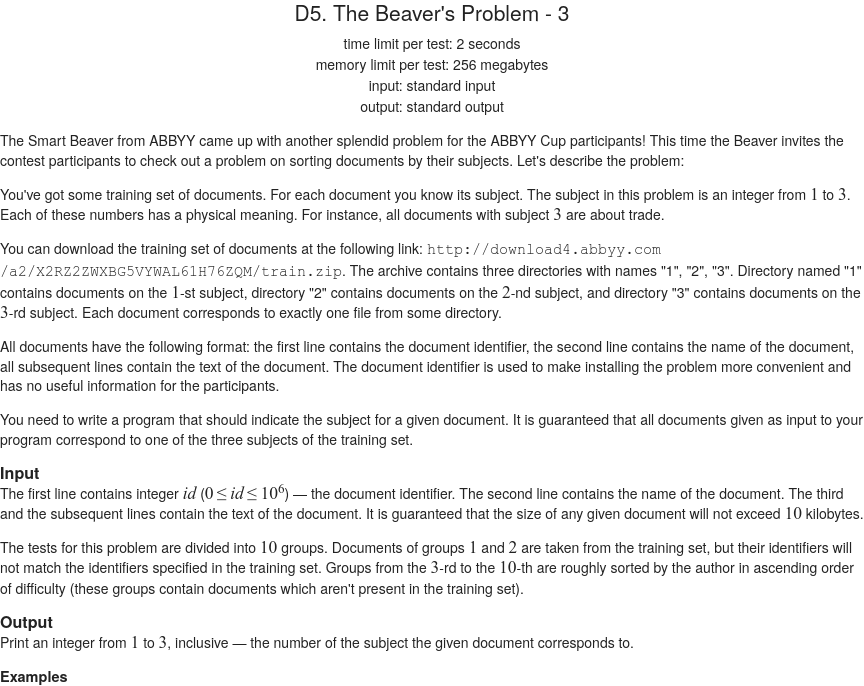 D5. The Beaver's Problem - 3
time limit per test: 2 seconds
memory limit per test: 256 megabytes
input: standard input
output: standard output
The Smart Beaver from ABBYY came up with another splendid problem for the ABBYY Cup participants! This time the Beaver invites the
contest participants to check out a problem on sorting documents by their subjects. Let's describe the problem:
You've got some training set of documents. For each document you know its subject. The subject in this problem is an integer from 1 to 3.
Each of these numbers has a physical meaning. For instance, all documents with subject 3 are about trade.
You can download the training set of documents at the following link: http://download4.abbyy.com
/a2/X2RZ2ZWXBG5VYWAL61H76ZQM/train.zip. The archive contains three directories with names "1", "2", "3". Directory named "1"
contains documents on the 1-st subject, directory "2" contains documents on the 2-nd subject, and directory "3" contains documents on the
3-rd subject. Each document corresponds to exactly one file from some directory.
All documents have the following format: the first line contains the document identifier, the second line contains the name of the document,
all subsequent lines contain the text of the document. The document identifier is used to make installing the problem more convenient and
has no useful information for the participants.
You need to write a program that should indicate the subject for a given document. It is guaranteed that all documents given as input to your
program correspond to one of the three subjects of the training set.
Input
The first line contains integer id (0 ≤ id ≤ 10^6) — the document identifier. The second line contains the name of the document. The third
and the subsequent lines contain the text of the document. It is guaranteed that the size of any given document will not exceed 10 kilobytes.
The tests for this problem are divided into 10 groups. Documents of groups 1 and 2 are taken from the training set, but their identifiers will
not match the identifiers specified in the training set. Groups from the 3-rd to the 10-th are roughly sorted by the author in ascending order
of difficulty (these groups contain documents which aren't present in the training set).
Output
Print an integer from 1 to 3, inclusive — the number of the subject the given document corresponds to.
Examples